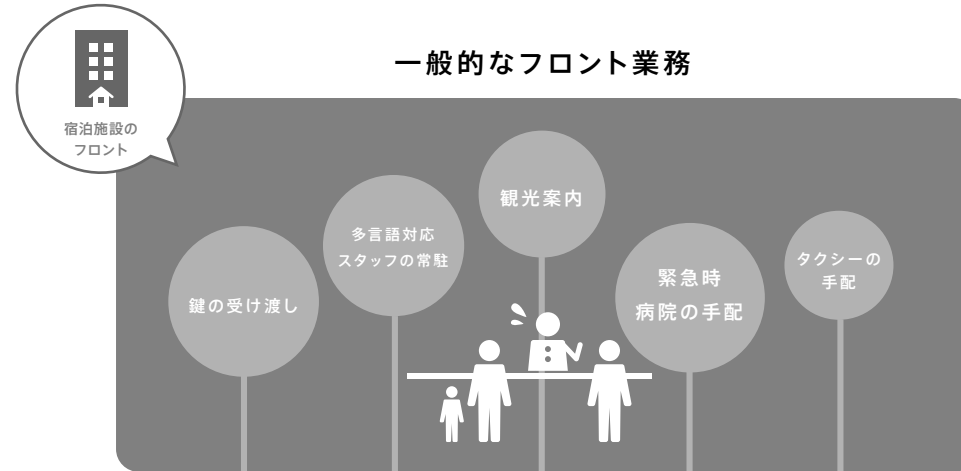 宿泊施設の
フロント
一般的なフロント業務
鍵の受け渡し
多言語対応
スタッフの常駐
観光案内
緊急時
病院の手配
タクシーの
手配